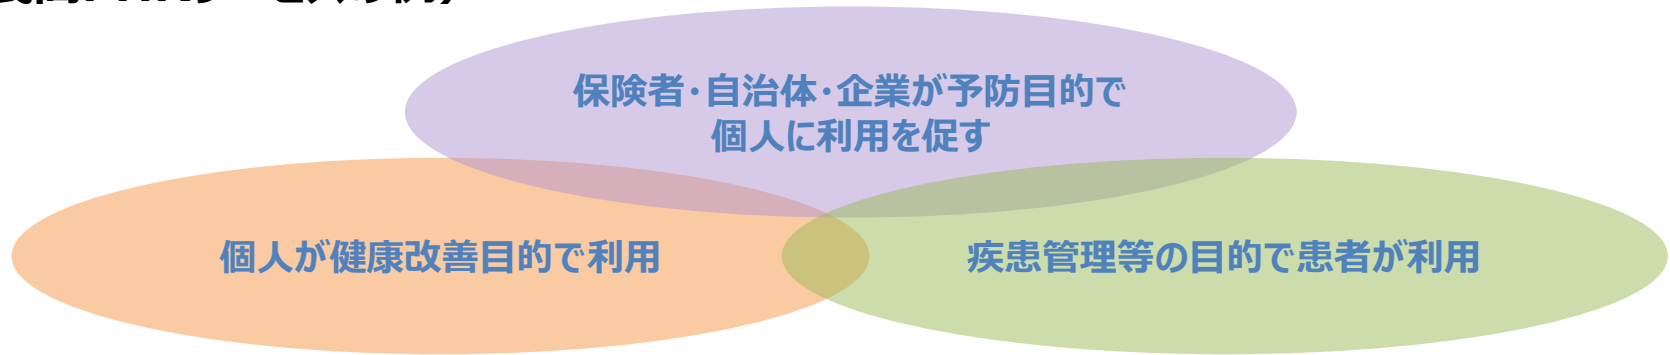 保険者・自治体・企業が予防目的で
個人に利用を促す
個人が健康改善目的で利用
疾患管理等の目的で患者が利用